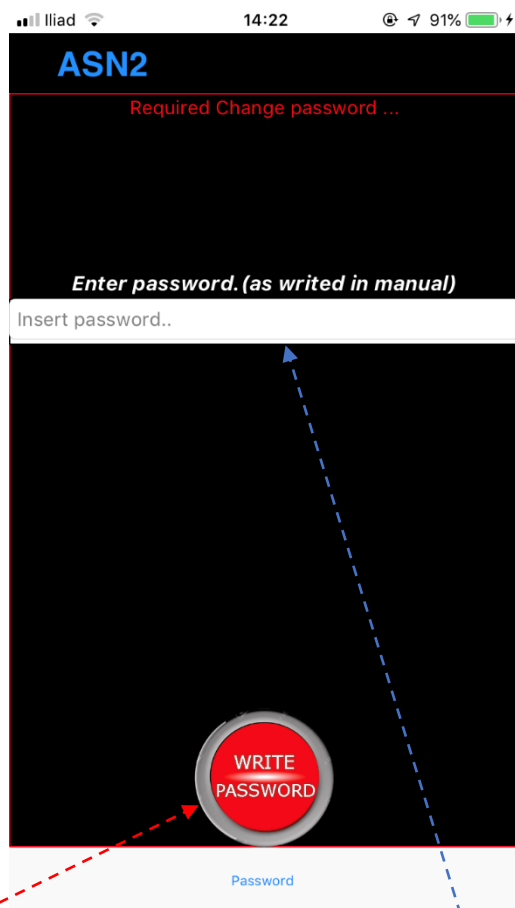 Iliad 14:22 91%
ASN2
Required Change password ...
Enter password.(as writed in manual)
Insert password..
WRITE
PASSWORD
Password